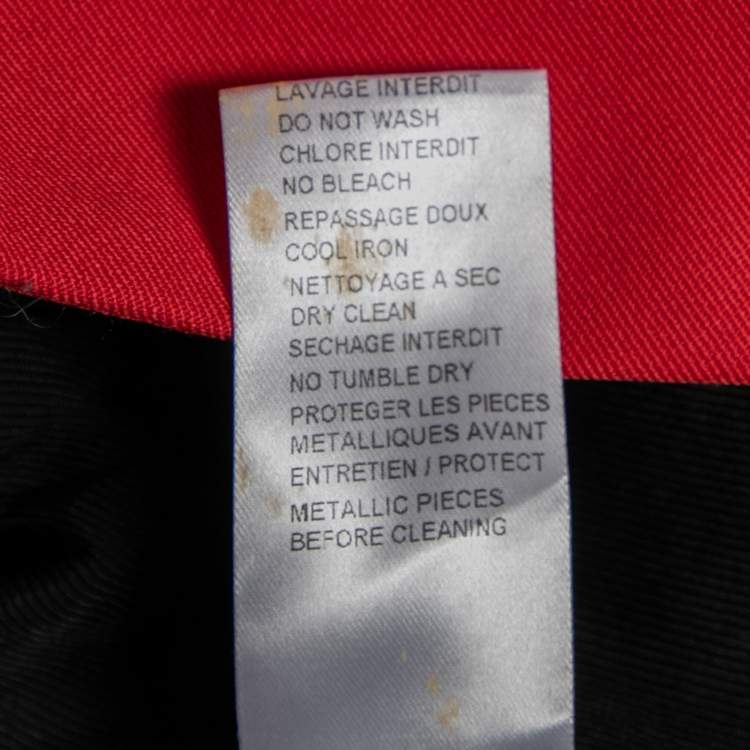 LAVAGE INTERDIT
DO NOT WASH
CHLORE INTERDIT
NO BLEACH
REPASSAGE DOUX
COOL IRON
NETTOYAGE A SEC
DRY CLEAN
SECHAGE INTERDIT
NO TUMBLE DRY
PROTEGER LES PIECES
METALLIQUES AVANT
ENTRETIEN / PROTECT
METALLIC PIECES
BEFORE CLEANING